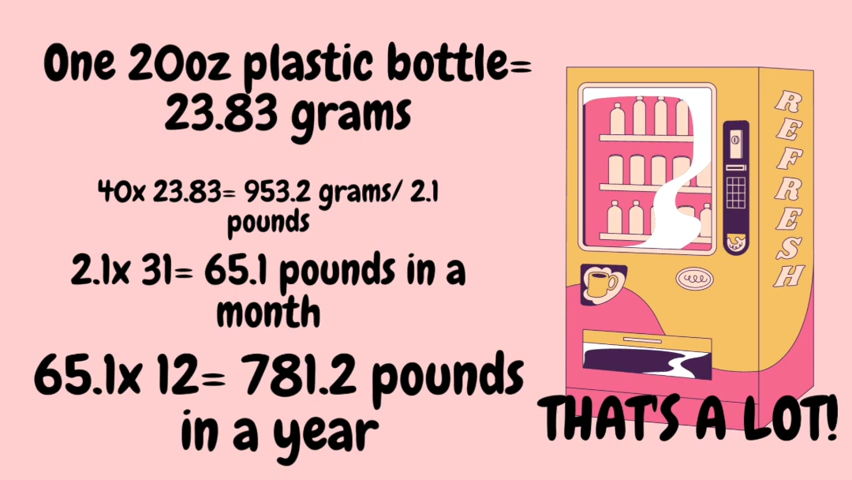 One 20oz plastic bottle=
23.83 grams
40x 23.83= 953.2 grams/ 2.1
pounds
2.1x 31= 65.1 pounds in a
month
65.1x 12= 781.2 pounds
in a year
REFRESH
THAT'S A LOT!